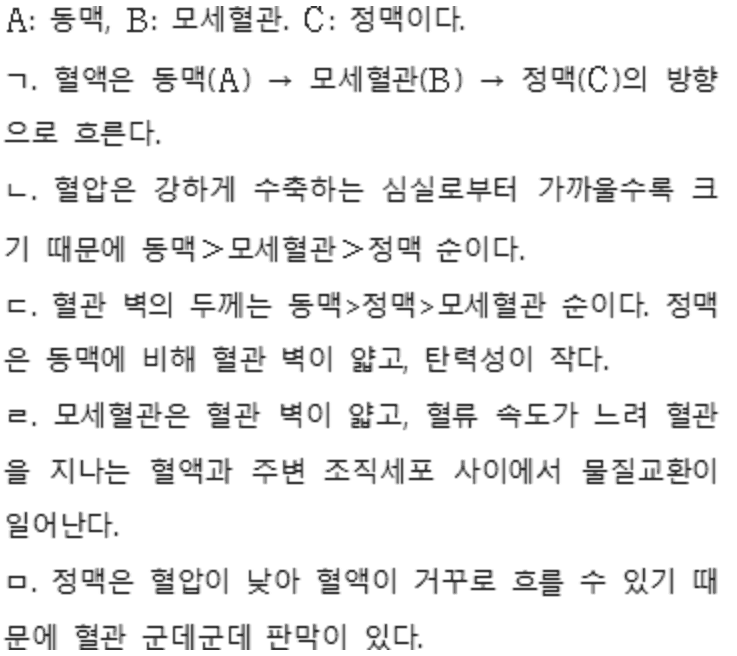 A: 동맥, B: 모세혈관. C: 정맥이다.
ㄱ. 혈액은 동맥(A) → 모세혈관(B) → 정맥(C)의 방향
으로 흐른다.
ㄴ. 혈압은 강하게 수축하는 심실로부터 가까울수록 크
기 때문에 동맥＞모세혈관＞정맥 순이다.
ㄷ. 혈관 벽의 두께는 동맥>정맥>모세혈관 순이다. 정맥
은 동맥에 비해 혈관 벽이 얇고, 탄력성이 작다.
ㄹ. 모세혈관은 혈관 벽이 얇고, 혈류 속도가 느려 혈관
을 지나는 혈액과 주변 조직세포 사이에서 물질교환이
일어난다.
ㅁ. 정맥은 혈압이 낮아 혈액이 거꾸로 흐를 수 있기 때
문에 혈관 군데군데 판막이 있다.